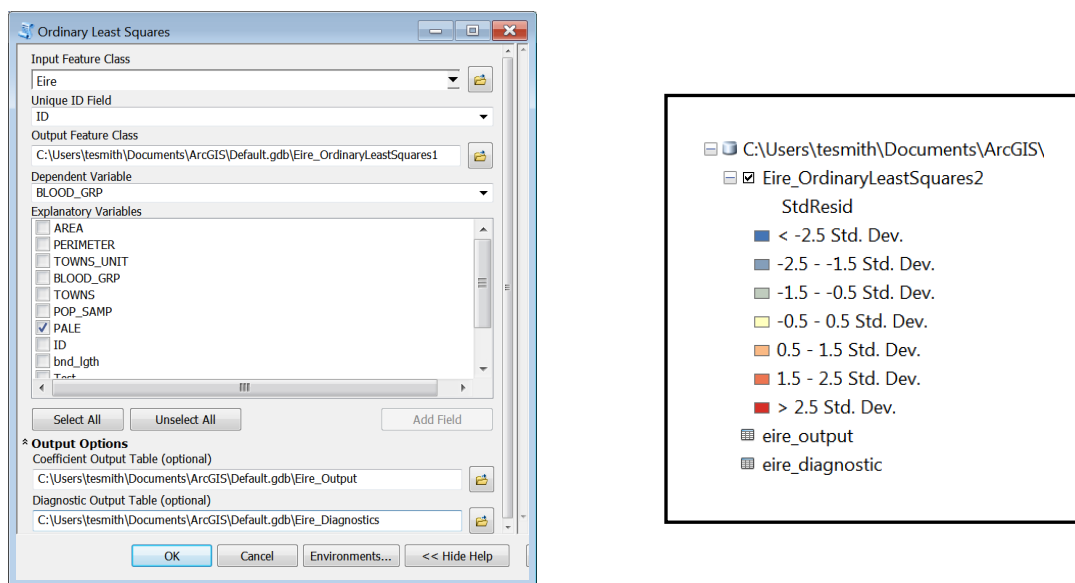 Ordinary Least Squares
Input Feature Class
Eire
Unique ID Field
ID
Output Feature Class
C:\Users\tesmith\Documents\ArcGIS\Default.gdb\Eire_OrdinaryLeastSquares1
Dependent Variable
BLOOD_GRP
Explanatory Variables
AREA
PERIMETER
TOWNS_UNIT
BLOOD_GRP
TOWNS
POP_SAMP
PALE
ID
bnd_lgth
Test
Select All Unselect All Add Field
Output Options
Coefficient Output Table (optional)
C:\Users\tesmith\Documents\ArcGIS\Default.gdb\Eire_Output
Diagnostic Output Table (optional)
C:\Users\tesmith\Documents\ArcGIS\Default.gdb\Eire_Diagnostics
OK Cancel Environments... << Hide Help
C:\Users\tesmith\Documents\ArcGIS\
Eire_OrdinaryLeastSquares2
StdResid
< -2.5 Std. Dev.
-2.5 - -1.5 Std. Dev.
-1.5 - -0.5 Std. Dev.
-0.5 - 0.5 Std. Dev.
0.5 - 1.5 Std. Dev.
1.5 - 2.5 Std. Dev.
> 2.5 Std. Dev.
eire_output
eire_diagnostic